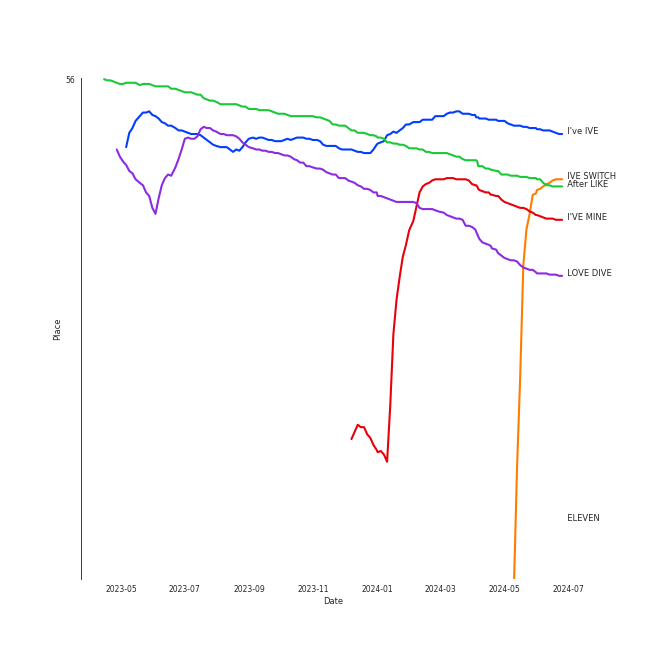 56
I've IVE
IVE SWITCH
After LIKE
I'VE MINE
LOVE DIVE
Place
ELEVEN
2023-05 2023-07 2023-09 2023-11 2024-01 2024-03 2024-05 2024-07
Date